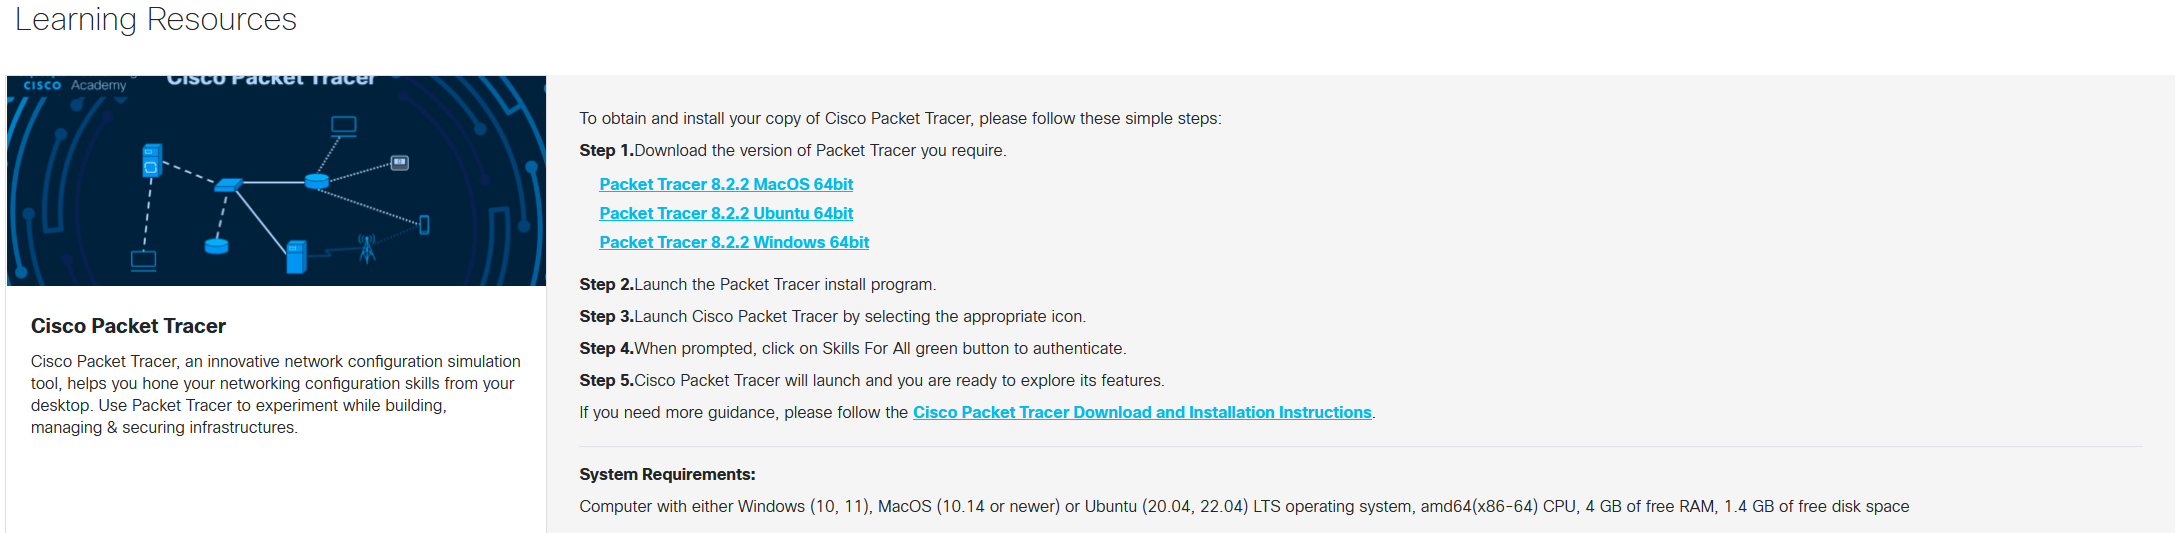 Learning Resources
CISCO Academy
Cisco Packet Tracer
Cisco Packet Tracer
Cisco Packet Tracer, an innovative network configuration simulation
tool, helps you hone your networking configuration skills from your
desktop. Use Packet Tracer to experiment while building,
managing & securing infrastructures.
To obtain and install your copy of Cisco Packet Tracer, please follow these simple steps:
Step 1.Download the version of Packet Tracer you require.
Packet Tracer 8.2.2 MacOS 64bit
Packet Tracer 8.2.2 Ubuntu 64bit
Packet Tracer 8.2.2 Windows 64bit
Step 2.Launch the Packet Tracer install program.
Step 3.Launch Cisco Packet Tracer by selecting the appropriate icon.
Step 4.When prompted, click on Skills For All green button to authenticate.
Step 5.Cisco Packet Tracer will launch and you are ready to explore its features.
If you need more guidance, please follow the Cisco Packet Tracer Download and Installation Instructions.
System Requirements:
Computer with either Windows (10, 11), MacOS (10.14 or newer) or Ubuntu (20.04, 22.04) LTS operating system, amd64(x86-64) CPU, 4 GB of free RAM, 1.4 GB of free disk space